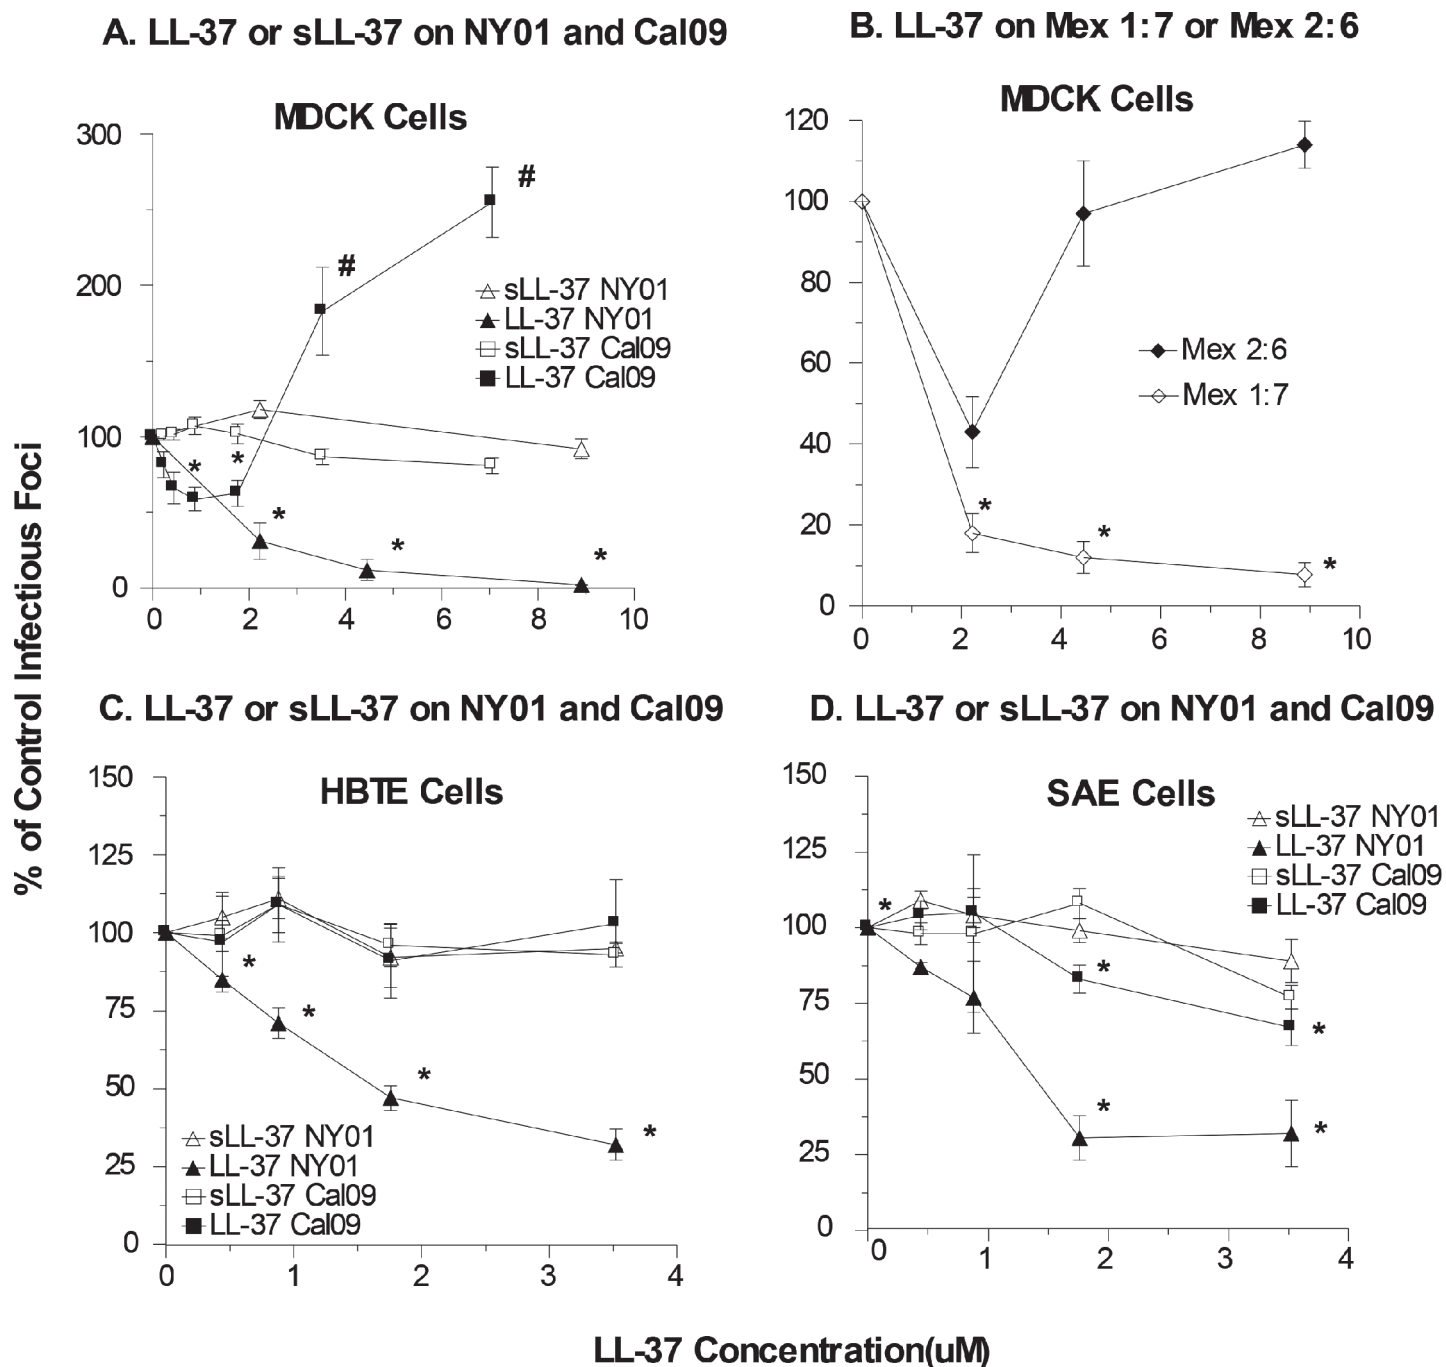 A. LL-37 or sLL-37 on NY01 and Cal09
MDCK Cells
300
200
100
0
0 2 4 6 8 10
#
#
* * * * *
sLL-37 NY01
LL-37 NY01
sLL-37 Cal09
LL-37 Cal09
B. LL-37 on Mex 1:7 or Mex 2:6
MDCK Cells
120
100
80
60
40
20
0
0 2 4 6 8 10
Mex 2:6
Mex 1:7
* * *
% of Control Infectious Foci
C. LL-37 or sLL-37 on NY01 and Cal09
HBTE Cells
150
125
100
75
50
25
0
0 1 2 3 4
* * * *
sLL-37 NY01
LL-37 NY01
sLL-37 Cal09
LL-37 Cal09
D. LL-37 or sLL-37 on NY01 and Cal09
SAE Cells
150
125
100
75
50
25
0
0 1 2 3 4
sLL-37 NY01
LL-37 NY01
sLL-37 Cal09
LL-37 Cal09
* * * * *
LL-37 Concentration(uM)